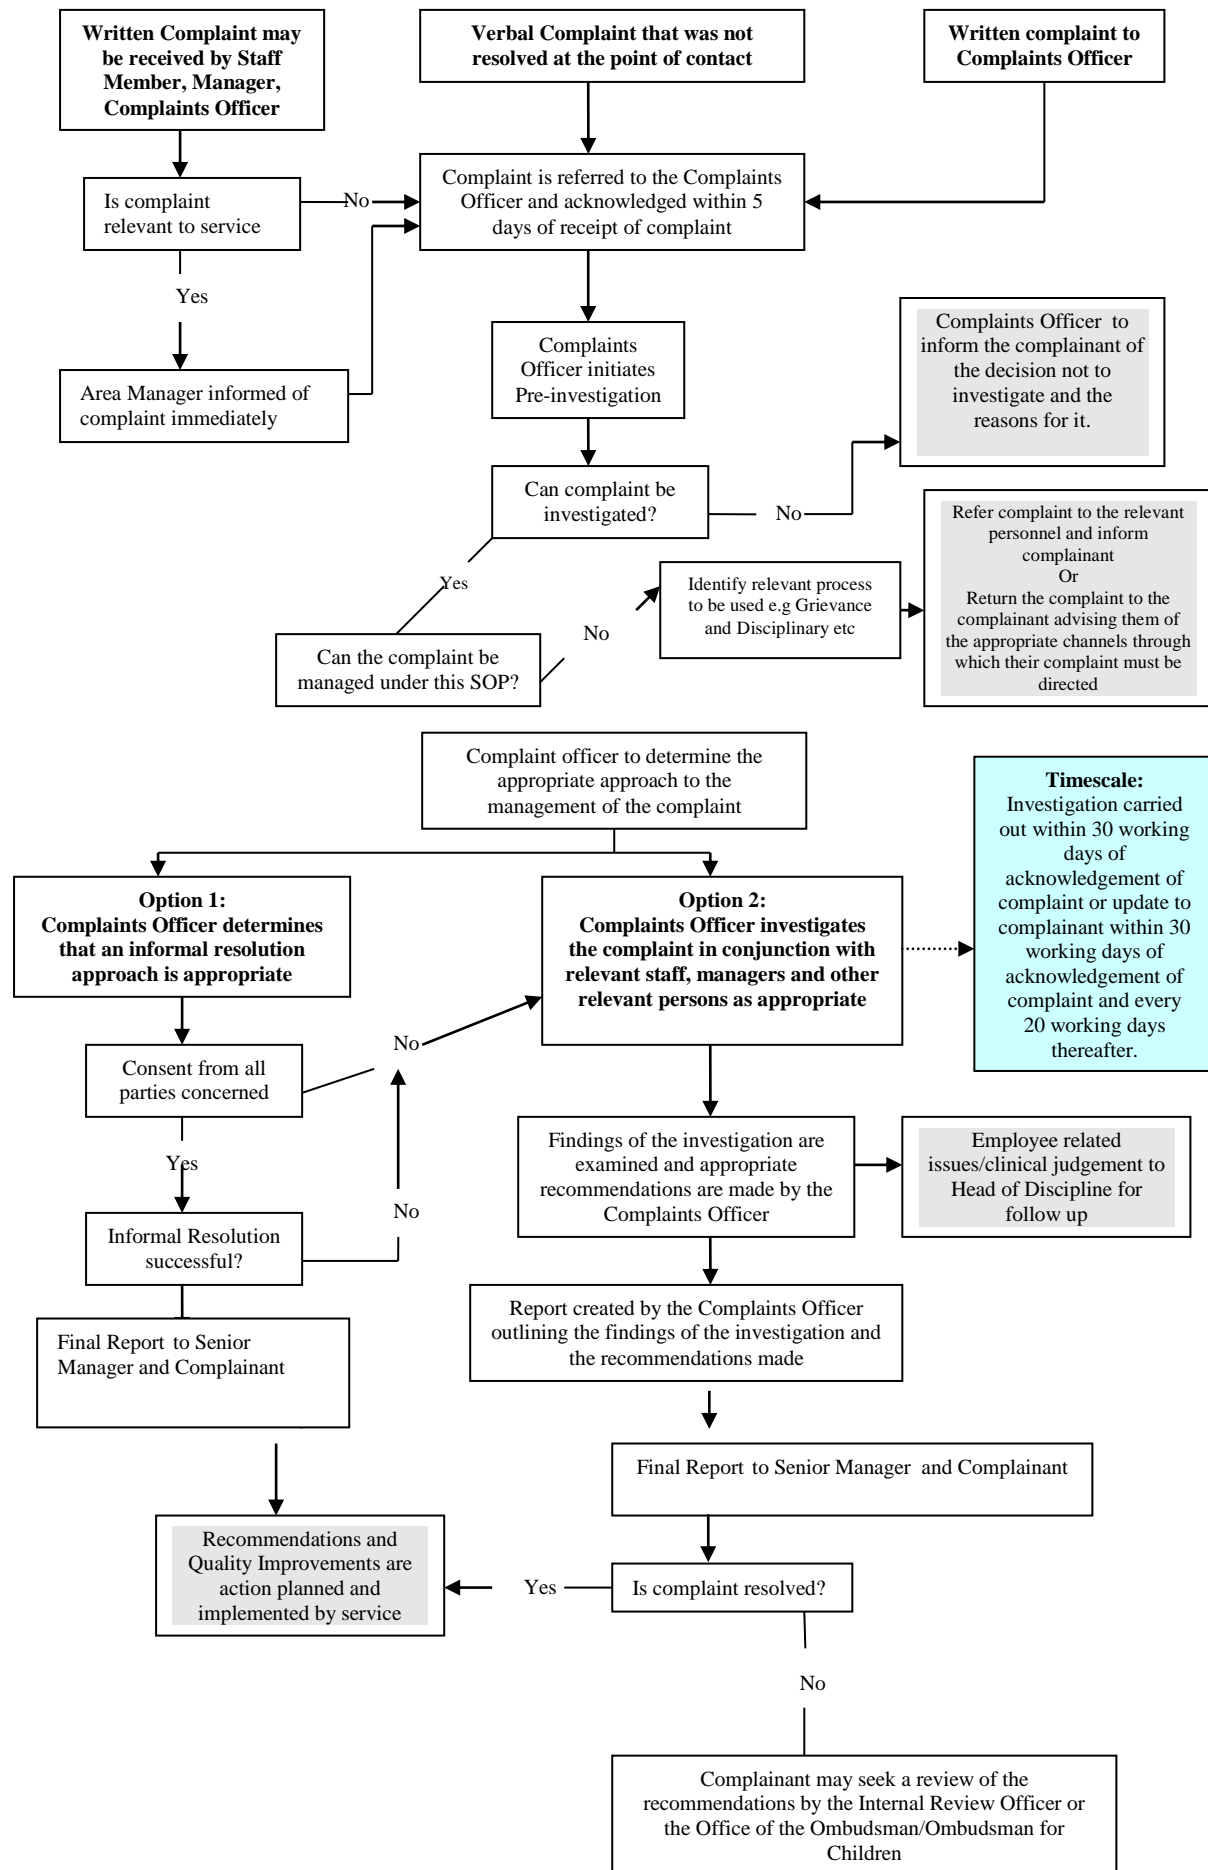 Written Complaint may
be received by Staff
Member, Manager,
Complaints Officer
Verbal Complaint that was not
resolved at the point of contact
Written complaint to
Complaints Officer
Is complaint
relevant to service
No
Complaint is referred to the Complaints
Officer and acknowledged within 5
days of receipt of complaint
Yes
Area Manager informed of
complaint immediately
Complaints
Officer initiates
Pre-investigation
Complaints Officer to
inform the complainant of
the decision not to
investigate and the
reasons for it.
Can complaint be
investigated?
No
Yes
Identify relevant process
to be used e.g Grievance
and Disciplinary etc
Refer complaint to the relevant
personnel and inform
complainant
Or
Return the complaint to the
complainant advising them of
the appropriate channels through
which their complaint must be
directed
No
Can the complaint be
managed under this SOP?
Complaint officer to determine the
appropriate approach to the
management of the complaint
Timescale:
Investigation carried
out within 30 working
days of
acknowledgement of
complaint or update to
complainant within 30
working days of
acknowledgement of
complaint and every
20 working days
thereafter.
Option 1:
Complaints Officer determines
that an informal resolution
approach is appropriate
Option 2:
Complaints Officer investigates
the complaint in conjunction with
relevant staff, managers and other
relevant persons as appropriate
No
Consent from all
parties concerned
Yes
No
Informal Resolution
successful?
Findings of the investigation are
examined and appropriate
recommendations are made by the
Complaints Officer
Employee related
issues/clinical judgement to
Head of Discipline for
follow up
Final Report to Senior
Manager and Complainant
Report created by the Complaints Officer
outlining the findings of the investigation and
the recommendations made
Final Report to Senior Manager and Complainant
Recommendations and
Quality Improvements are
action planned and
implemented by service
Yes
Is complaint resolved?
No
Complainant may seek a review of the
recommendations by the Internal Review Officer or
the Office of the Ombudsman/Ombudsman for
Children